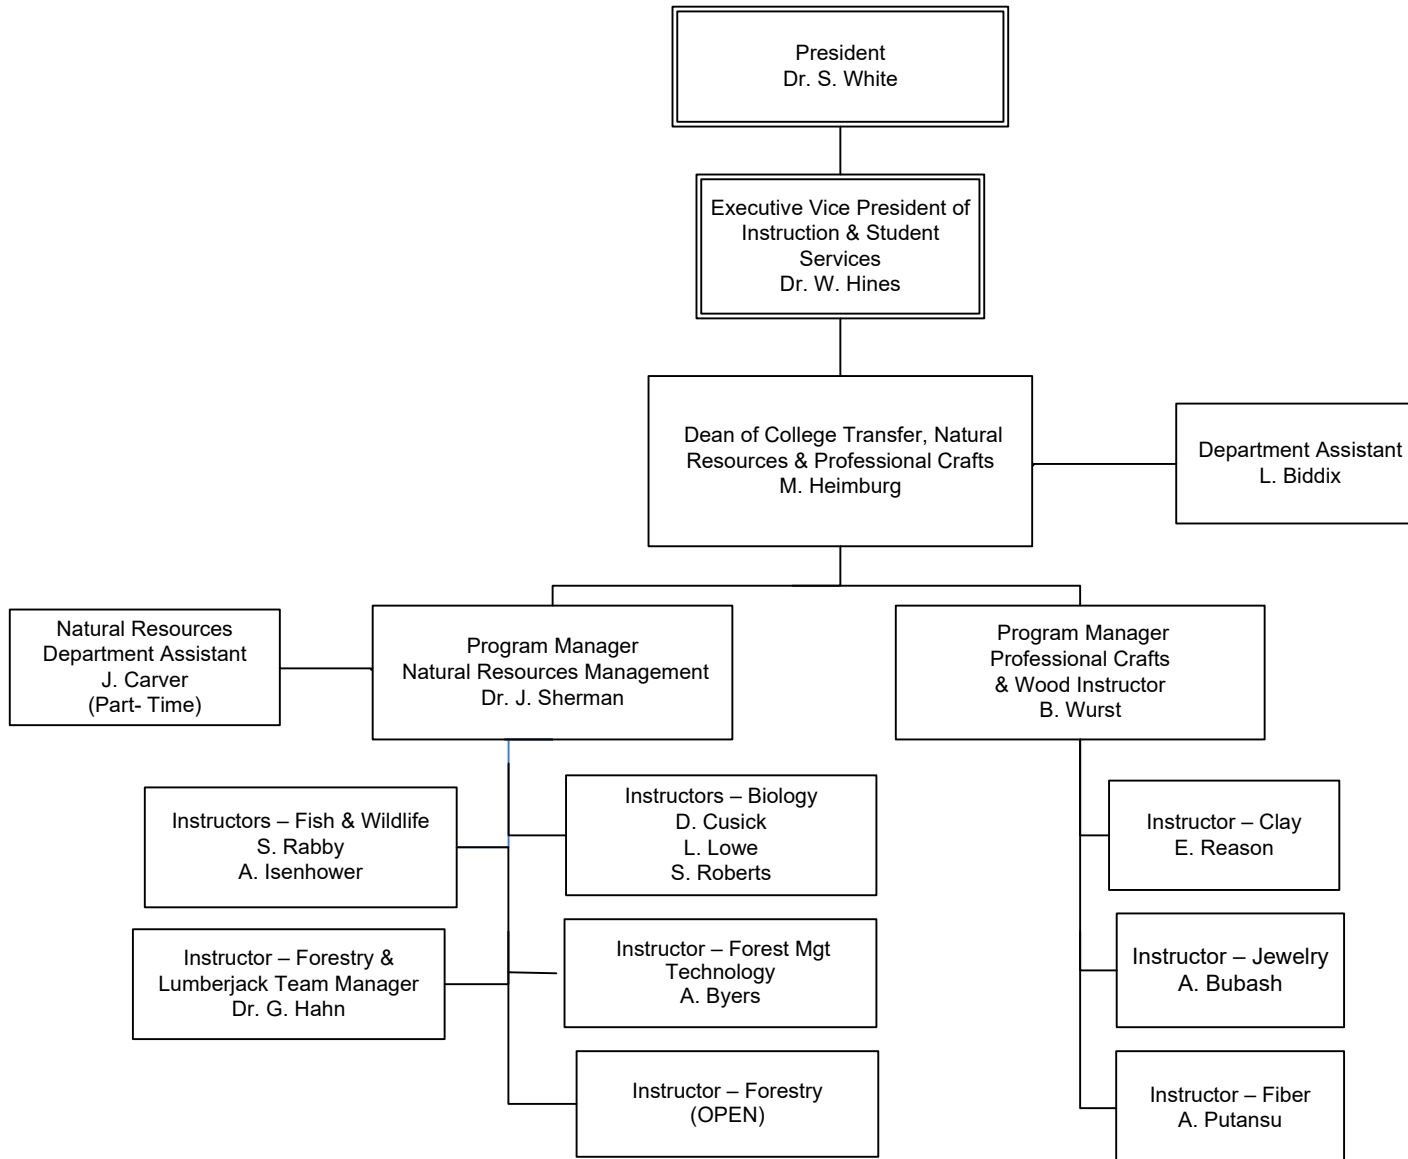 President
Dr. S. White
Executive Vice President of
Instruction & Student
Services
Dr. W. Hines
Dean of College Transfer, Natural
Resources & Professional Crafts
M. Heimburg
Department Assistant
L. Biddix
Natural Resources
Department Assistant
J. Carver
(Part- Time)
Program Manager
Natural Resources Management
Dr. J. Sherman
Program Manager
Professional Crafts
& Wood Instructor
B. Wurst
Instructors – Fish & Wildlife
S. Rabby
A. Isenhower
Instructors – Biology
D. Cusick
L. Lowe
S. Roberts
Instructor – Clay
E. Reason
Instructor – Forestry &
Lumberjack Team Manager
Dr. G. Hahn
Instructor – Forest Mgt
Technology
A. Byers
Instructor – Jewelry
A. Bubash
Instructor – Forestry
(OPEN)
Instructor – Fiber
A. Putansu